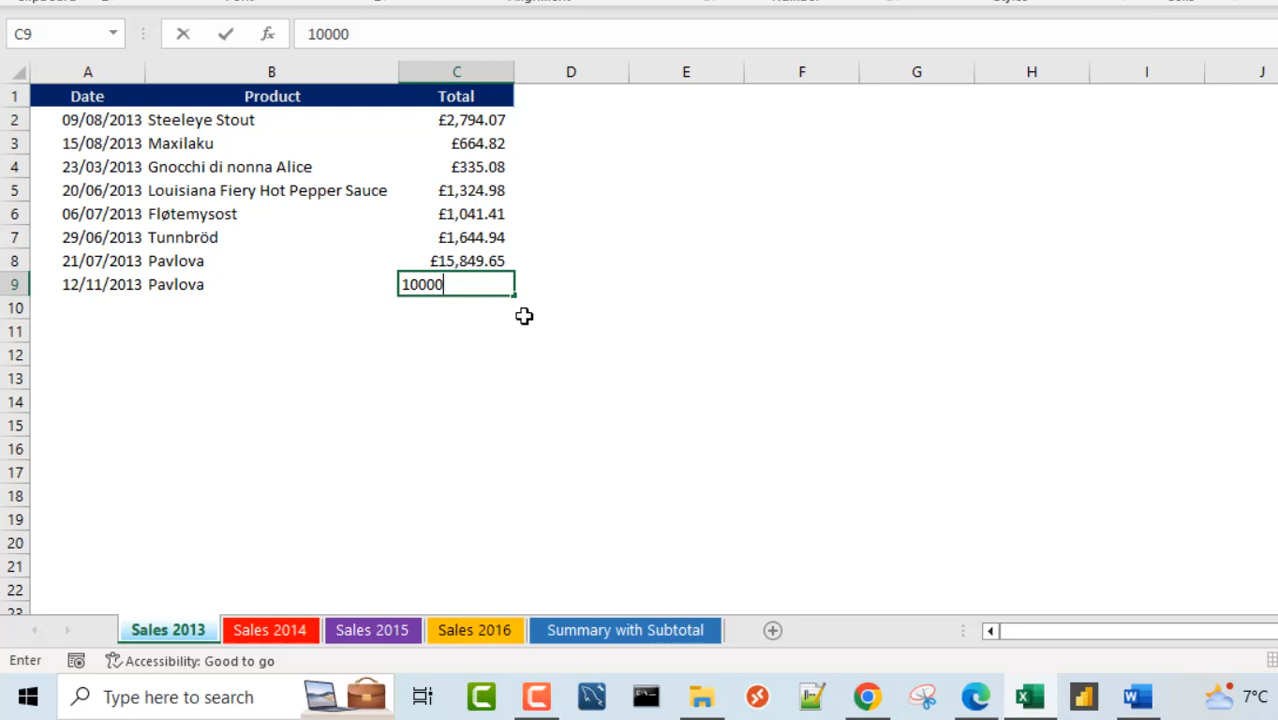 C9 fx 10000
A B C D E F G H I J
1 Date Product Total
2 09/08/2013 Steeleye Stout £2,794.07
3 15/08/2013 Maxilaku £664.82
4 23/03/2013 Gnocchi di nonna Alice £335.08
5 20/06/2013 Louisiana Fiery Hot Pepper Sauce £1,324.98
6 06/07/2013 Fløtemysost £1,041.41
7 29/06/2013 Tunnbröd £1,644.94
8 21/07/2013 Pavlova £15,849.65
9 12/11/2013 Pavlova 10000
10
11
12
13
14
15
16
17
18
19
20
21
22
23
Sales 2013 Sales 2014 Sales 2015 Sales 2016 Summary with Subtotal
Enter Accessibility: Good to go
Type here to search 7°C